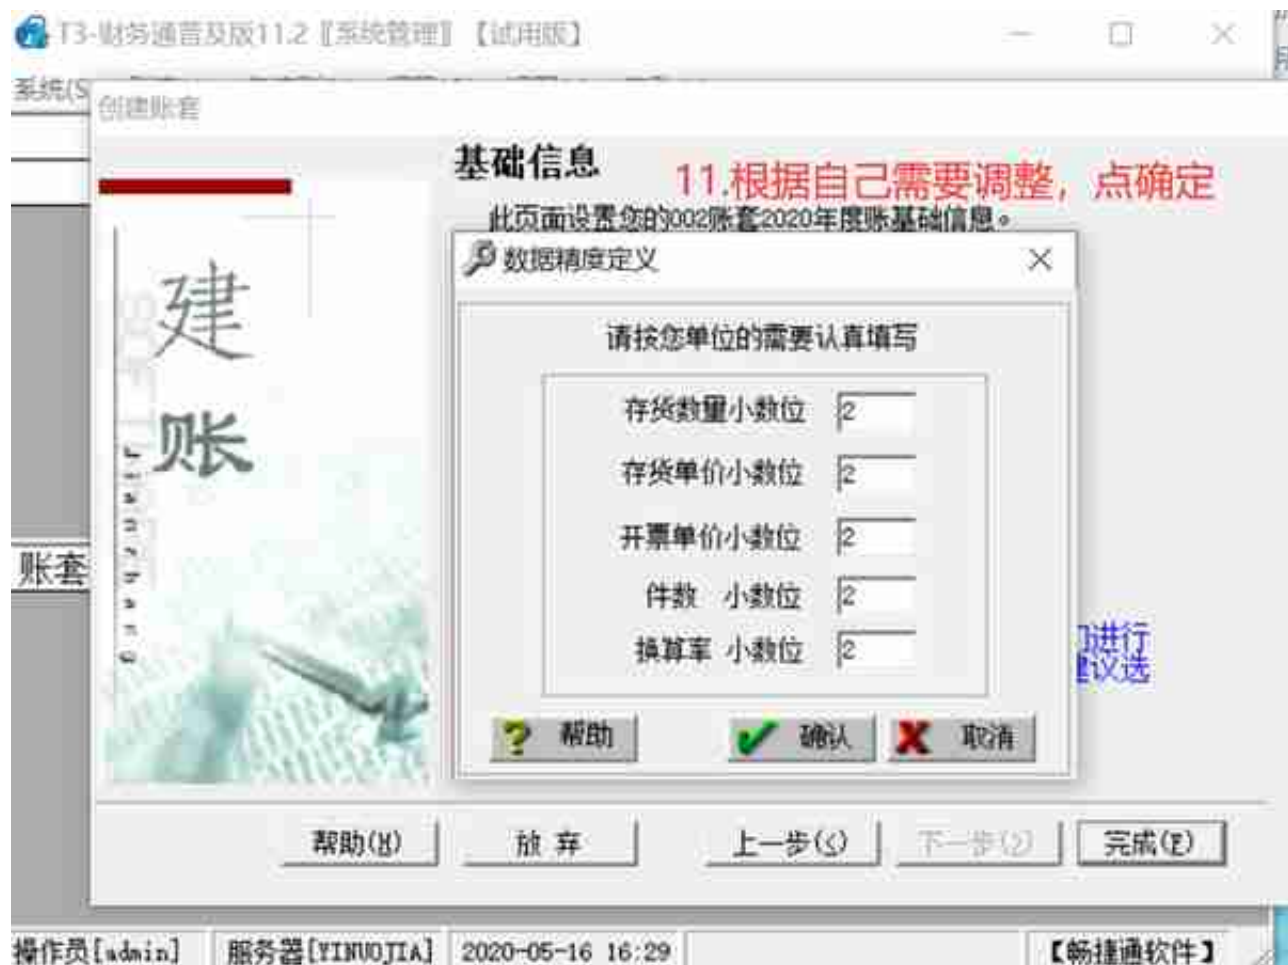 T3-财务通普及版11.2〖系统管理〗【试用版】
系统(S
创建账套
基础信息
11.根据自己需要调整，点确定
此页面设置您的002账套2020年度账基础信息。
数据精度定义
请按您单位的需要认真填写
存货数量小数位 2
存货单价小数位 2
开票单价小数位 2
件数 小数位 2
换算率 小数位 2
建账
账套
进行
建议选
? 帮助
确认
取消
帮助(H)
放弃
上一步(<)
下一步(>)
完成(F)
操作员[admin]
服务器[YINUOJIA]
2020-05-16 16:29
【畅捷通软件】